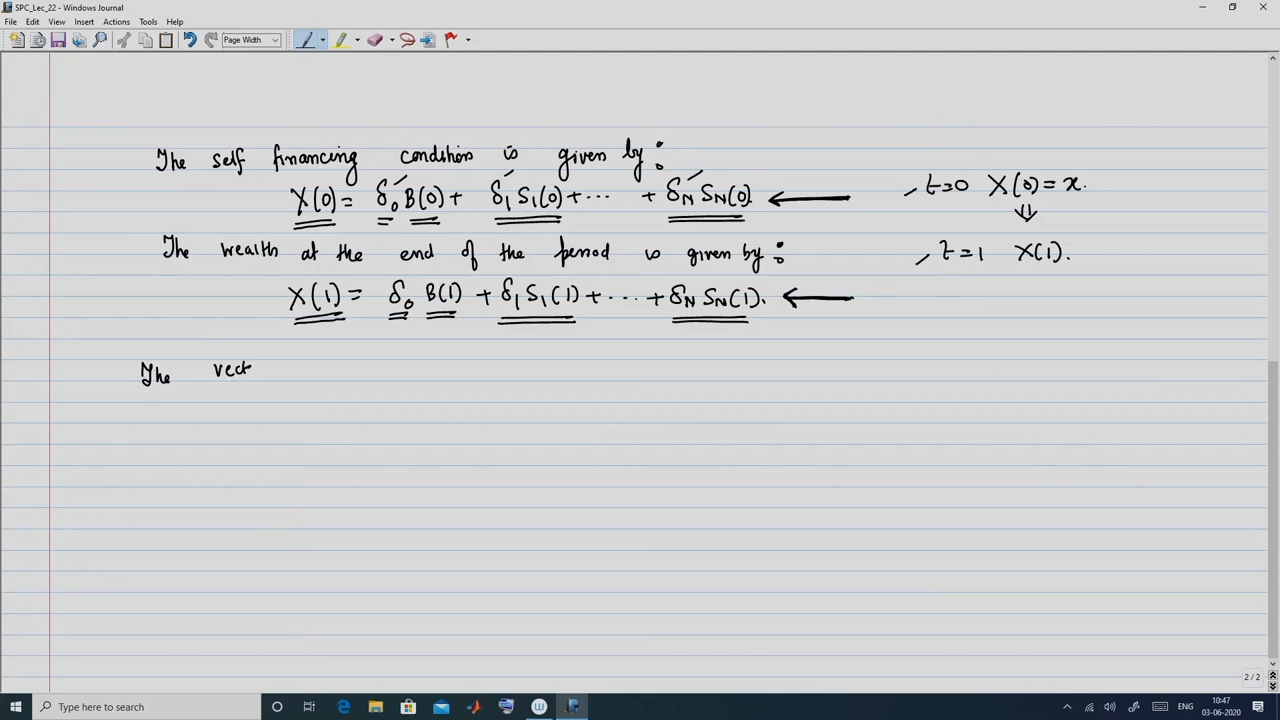 SPC_Lec_22 - Windows Journal
File Edit View Insert Actions Tools Help
Page Width
The self financing condition is given by:
X(0) = δ₀ B(0) + δ₁ S₁(0) + ... + δ_N S_N(0). , t=0 X(0) = x.
The wealth at the end of the period is given by: , t=1 X(1).
X(1) = δ₀ B(1) + δ₁ S₁(1) + ... + δ_N S_N(1).
The vect
2/2
Type here to search
ENG
10:47
03-06-2020